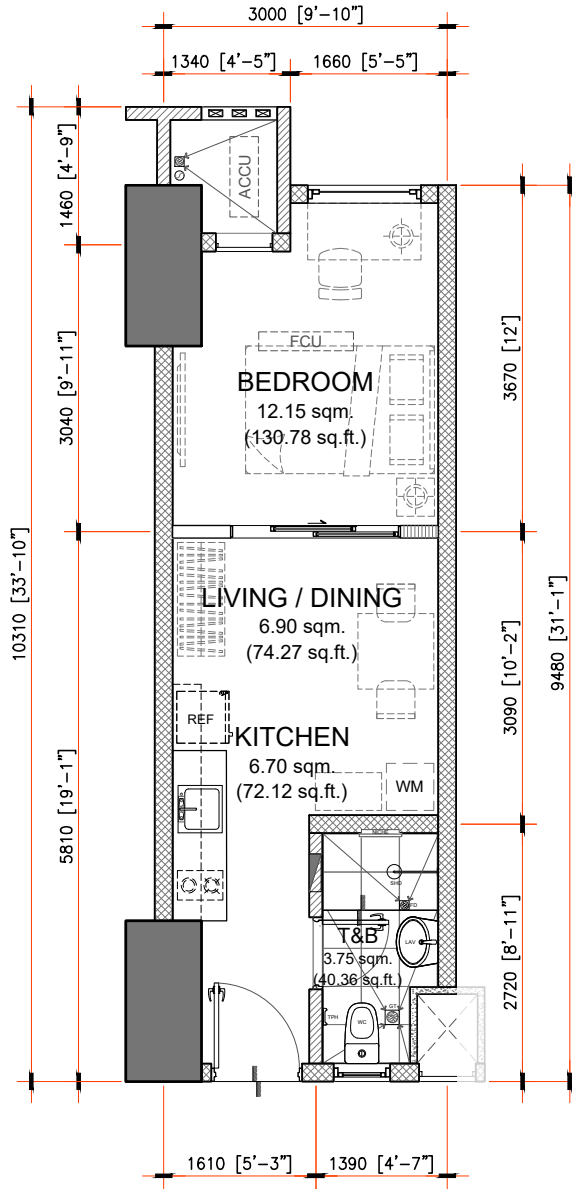 3000 [9'-10"]
1340 [4'-5"]
1660 [5'-5"]
1460 [4'-9"]
ACCU
FCU
BEDROOM
12.15 sqm.
(130.78 sq.ft.)
3040 [9'-11"]
3670 [12']
10310 [33'-10"]
9480 [31'-1"]
LIVING / DINING
6.90 sqm.
(74.27 sq.ft.)
3090 [10'-2"]
REF
KITCHEN
6.70 sqm.
(72.12 sq.ft.)
WM
5810 [19'-1"]
NICHE
SHO
FD
T&B
3.75 sqm.
(40.36 sq.ft.)
LAV
2720 [8'-11"]
GT
TPH
WC
1610 [5'-3"]
1390 [4'-7"]